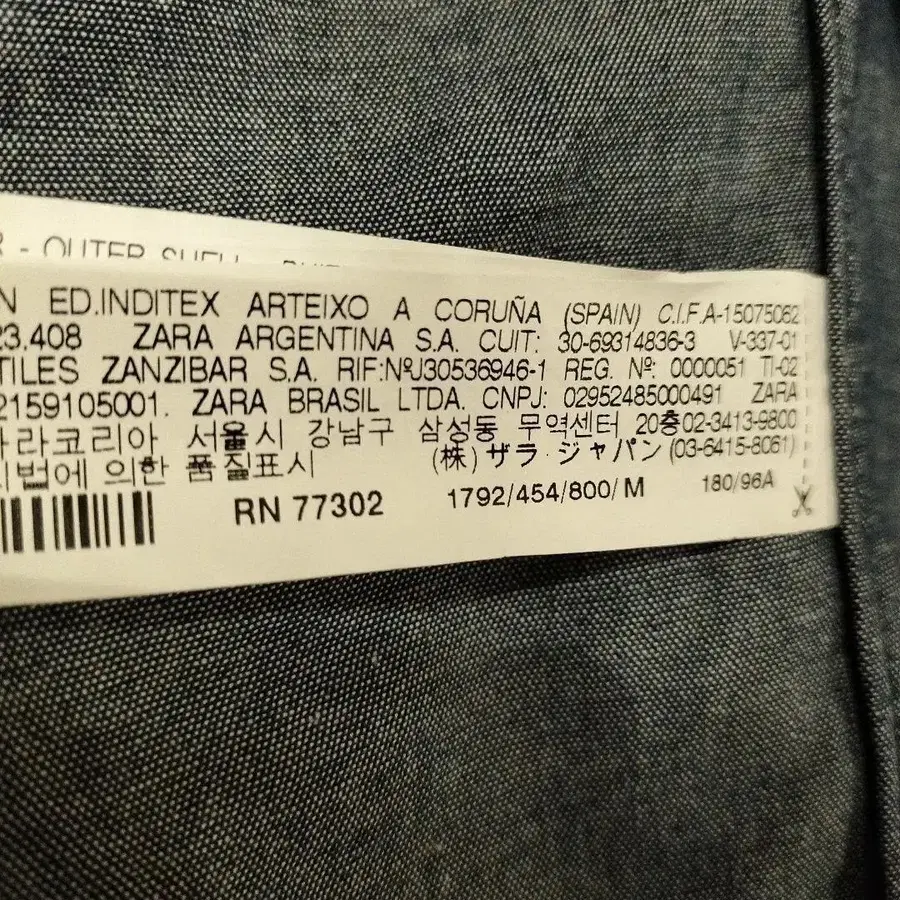 - OUTER SHELL
ED.INDITEX ARTEIXO A CORUÑA (SPAIN) C.I.F.A-15075062
23.408 ZARA ARGENTINA S.A. CUIT: 30-69314836-3 V-337-01
TILES ZANZIBAR S.A. RIF:NºJ30536946-1 REG. Nº: 0000051 TI-02
2159105001. ZARA BRASIL LTDA. CNPJ: 02952485000491 ZARA
라코리아 서울시 강남구 삼성동 무역센터 20층02-3413-9800
법에 의한 품질표시 (株)ザラ・ジャパン(03-6415-8061)
RN 77302 1792/454/800/M 180/96A